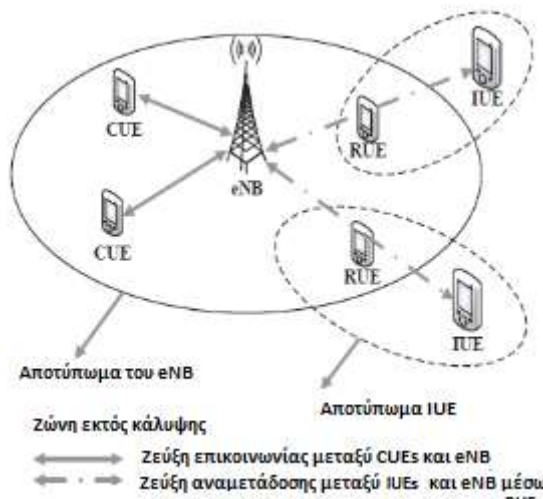 IUE
CUE
RUE
eNB
CUE
RUE
IUE
Αποτύπωμα του eNB
Αποτύπωμα IUE
Ζώνη εκτός κάλυψης
Ζεύξη επικοινωνίας μεταξύ CUEs και eNB
Ζεύξη αναμετάδοσης μεταξύ IUEs και eNB μέσω